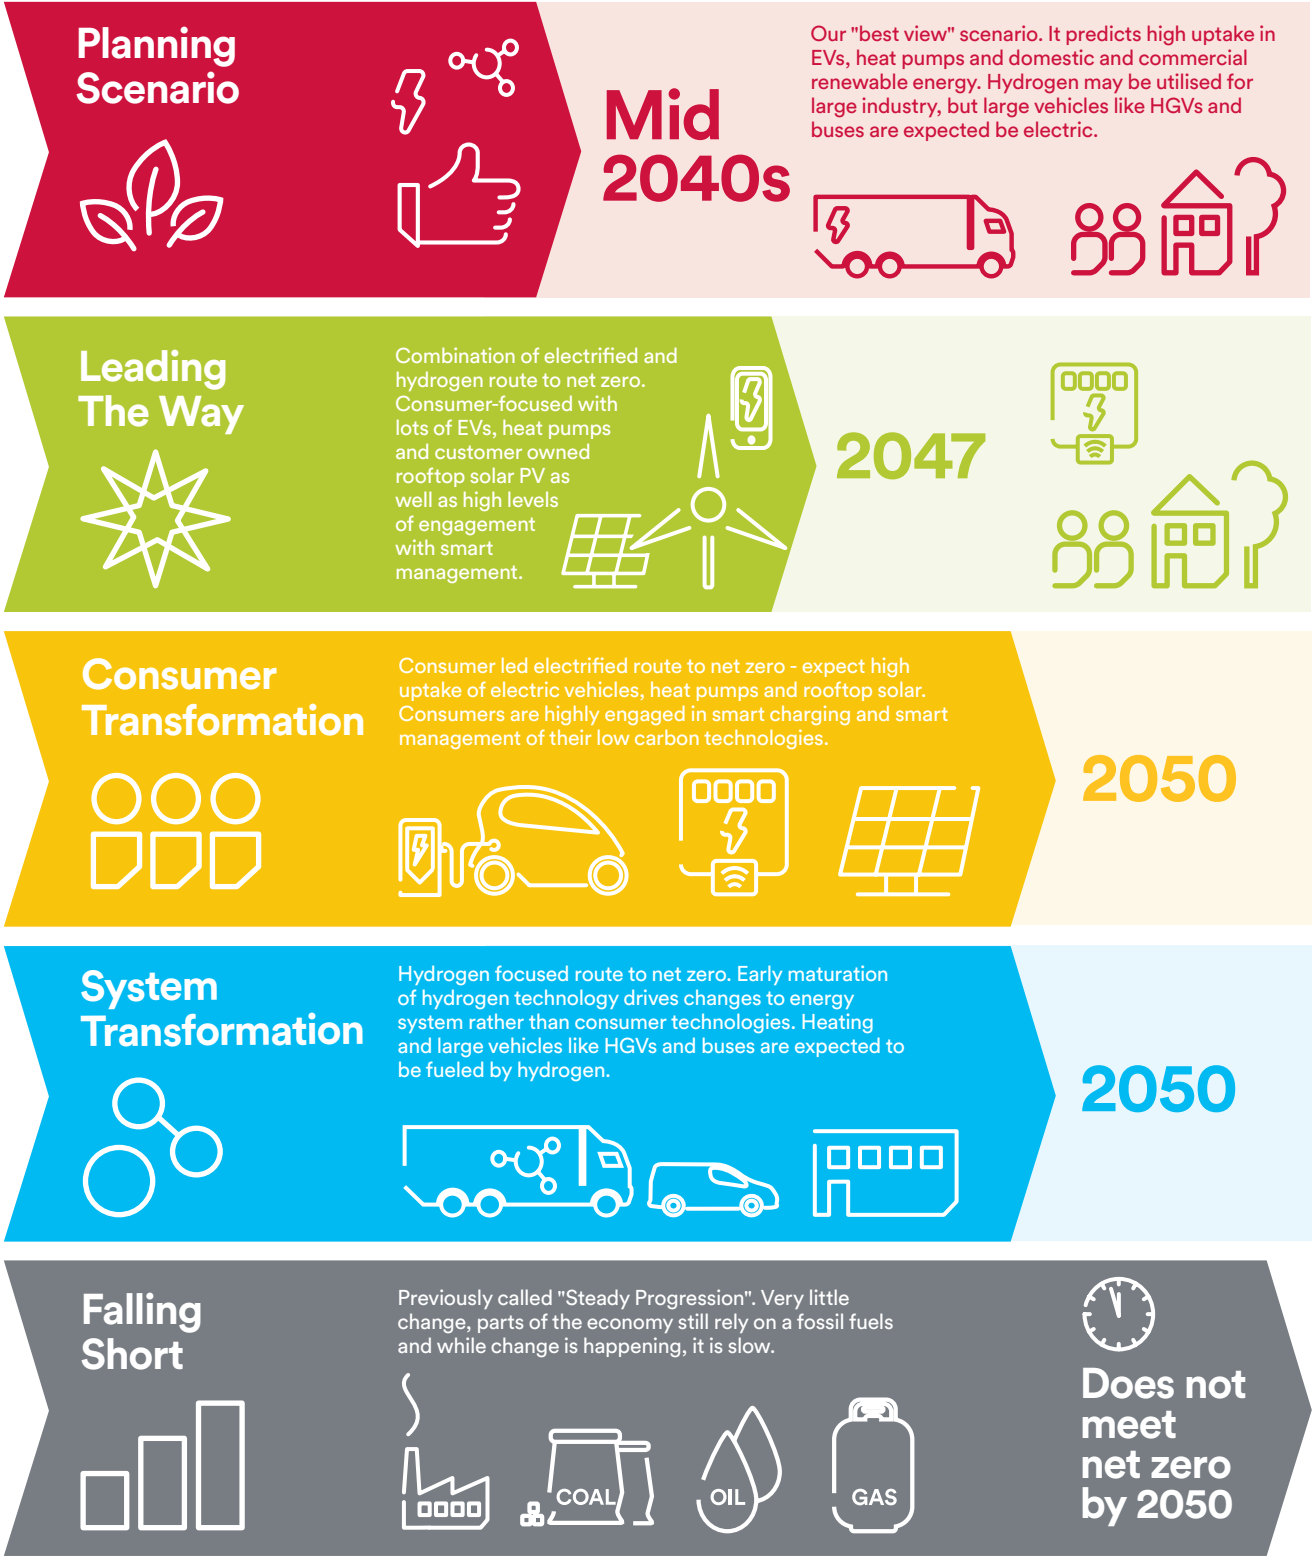 Planning
Scenario
Mid
2040s
Our "best view" scenario. It predicts high uptake in
EVs, heat pumps and domestic and commercial
renewable energy. Hydrogen may be utilised for
large industry, but large vehicles like HGVs and
buses are expected be electric.
Leading
The Way
Combination of electrified and
hydrogen route to net zero.
Consumer-focused with
lots of EVs, heat pumps
and customer owned
rooftop solar PV as
well as high levels
of engagement
with smart
management.
2047
Consumer
Transformation
Consumer led electrified route to net zero - expect high
uptake of electric vehicles, heat pumps and rooftop solar.
Consumers are highly engaged in smart charging and smart
management of their low carbon technologies.
2050
System
Transformation
Hydrogen focused route to net zero. Early maturation
of hydrogen technology drives changes to energy
system rather than consumer technologies. Heating
and large vehicles like HGVs and buses are expected to
be fueled by hydrogen.
2050
Falling
Short
Previously called "Steady Progression". Very little
change, parts of the economy still rely on a fossil fuels
and while change is happening, it is slow.
COAL
OIL
GAS
Does not
meet
net zero
by 2050